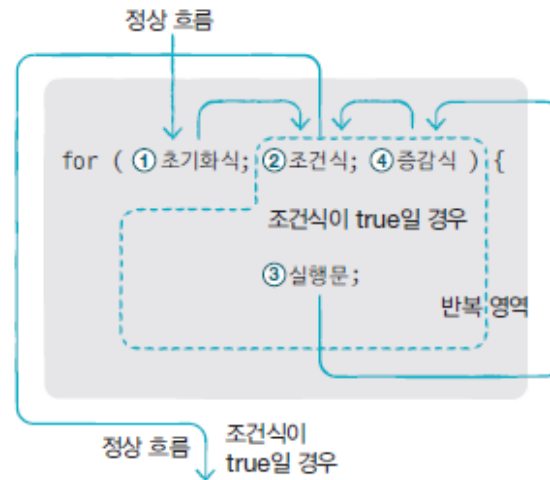 정상 흐름
for ( ① 초기화식; ② 조건식; ④ 증감식 ) {
조건식이 true일 경우
③ 실행문;
반복 영역
정상 흐름
조건식이
true일 경우